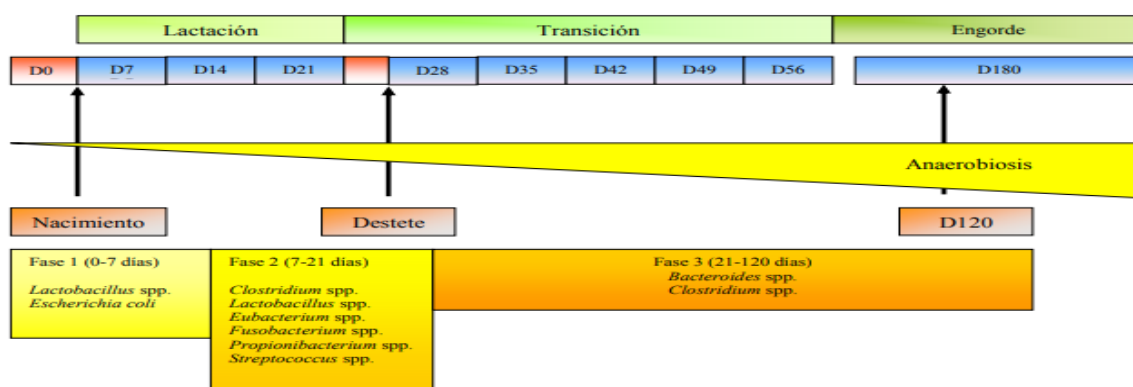 Lactación Transición Engorde
D0 D7 D14 D21 D28 D35 D42 D49 D56 D180
Anaerobiosis
Nacimiento Destete D120
Fase 1 (0-7 días)
Lactobacillus spp.
Escherichia coli
Fase 2 (7-21 días)
Clostridium spp.
Lactobacillus spp.
Eubacterium spp.
Fusobacterium spp.
Propionibacterium spp.
Streptococcus spp.
Fase 3 (21-120 días)
Bacteroides spp.
Clostridium spp.